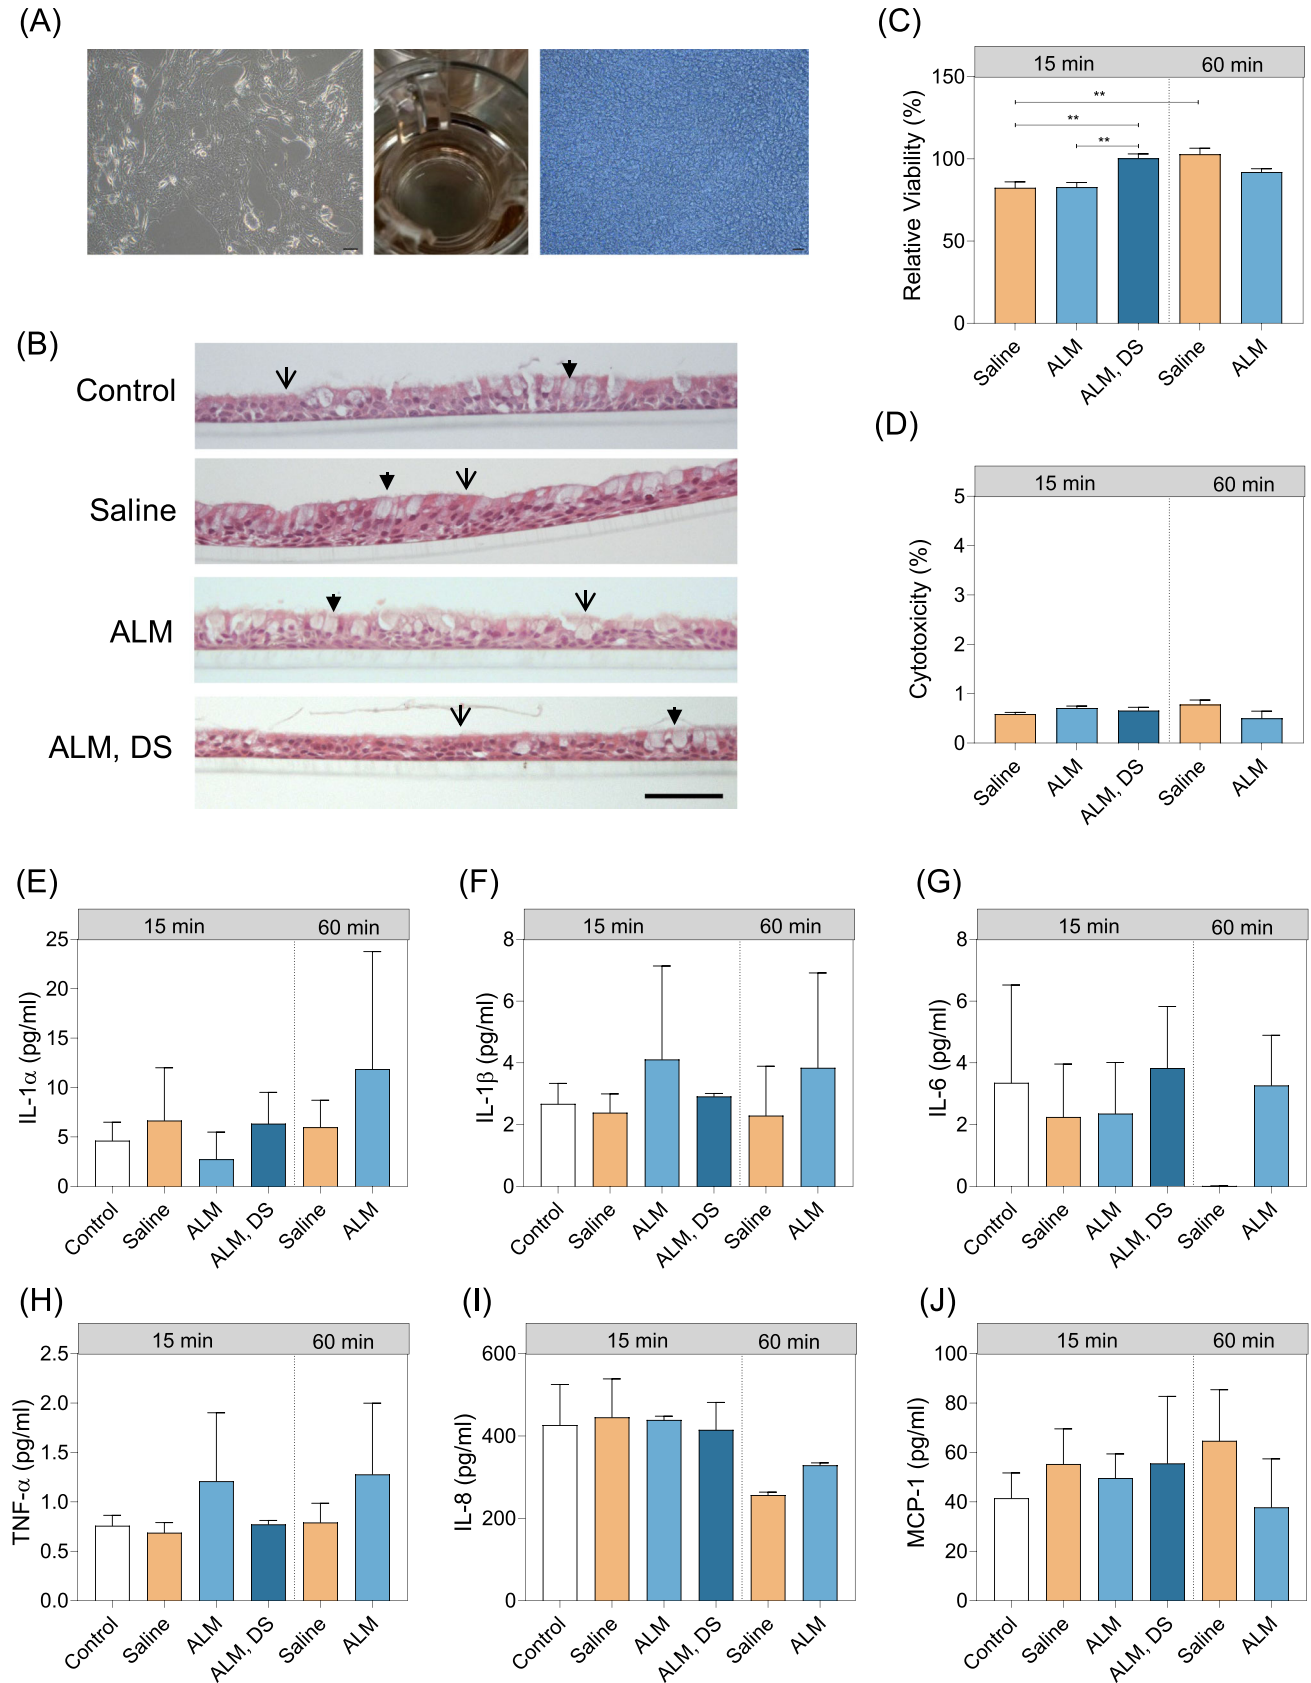 (A)
(B)
Control
Saline
ALM
ALM, DS
(C)
15 min 60 min
Relative Viability (%)
150
100
50
0
** 
**
**
Saline ALM ALM, DS Saline ALM
(D)
15 min 60 min
Cytotoxicity (%)
5
4
3
2
1
0
Saline ALM ALM, DS Saline ALM
(E)
15 min 60 min
IL-1α (pg/ml)
25
20
15
10
5
0
Control Saline ALM ALM, DS Saline ALM
(F)
15 min 60 min
IL-1β (pg/ml)
8
6
4
2
0
Control Saline ALM ALM, DS Saline ALM
(G)
15 min 60 min
IL-6 (pg/ml)
8
6
4
2
0
Control Saline ALM ALM, DS Saline ALM
(H)
15 min 60 min
TNF-α (pg/ml)
2.5
2.0
1.5
1.0
0.5
0.0
Control Saline ALM ALM, DS Saline ALM
(I)
15 min 60 min
IL-8 (pg/ml)
600
400
200
0
Control Saline ALM ALM, DS Saline ALM
(J)
15 min 60 min
MCP-1 (pg/ml)
100
80
60
40
20
0
Control Saline ALM ALM, DS Saline ALM